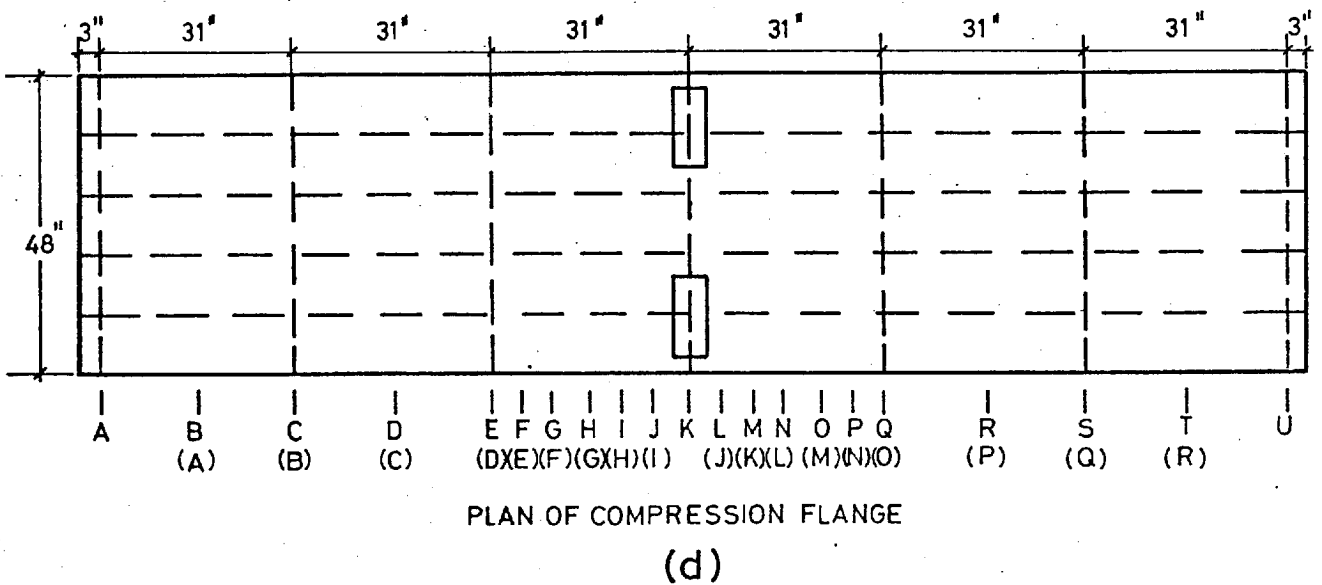 3" 31" 31" 31" 31" 31" 31" 3"
48"
A B C D E F G H I J K L M N O P Q R S T U
(A) (B) (C) (D)(E)(F)(G)(H)(I) (J)(K)(L)(M)(N)(O) (P) (Q) (R)
PLAN OF COMPRESSION FLANGE
(d)